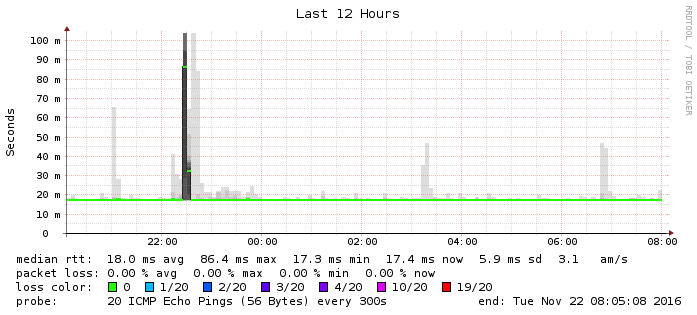 Last 12 Hours
RRDTOOL / TOBI OETIKER
Seconds
100 m
90 m
80 m
70 m
60 m
50 m
40 m
30 m
20 m
10 m
0 m
22:00 00:00 02:00 04:00 06:00 08:00
median rtt: 18.0 ms avg 86.4 ms max 17.3 ms min 17.4 ms now 5.9 ms sd 3.1 am/s
packet loss: 0.00 % avg 0.00 % max 0.00 % min 0.00 % now
loss color: 0 1/20 2/20 3/20 4/20 10/20 19/20
probe: 20 ICMP Echo Pings (56 Bytes) every 300s end: Tue Nov 22 08:05:08 2016